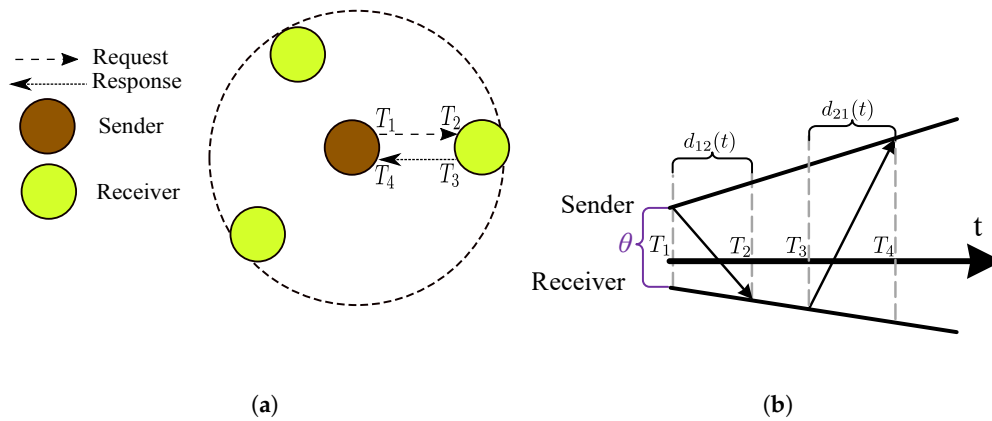 Request
Response
Sender
Receiver
T₁ T₂
T₄ T₃
(a)
d₁₂(t) d₂₁(t)
Sender
θ T₁ T₂ T₃ T₄ t
Receiver
(b)